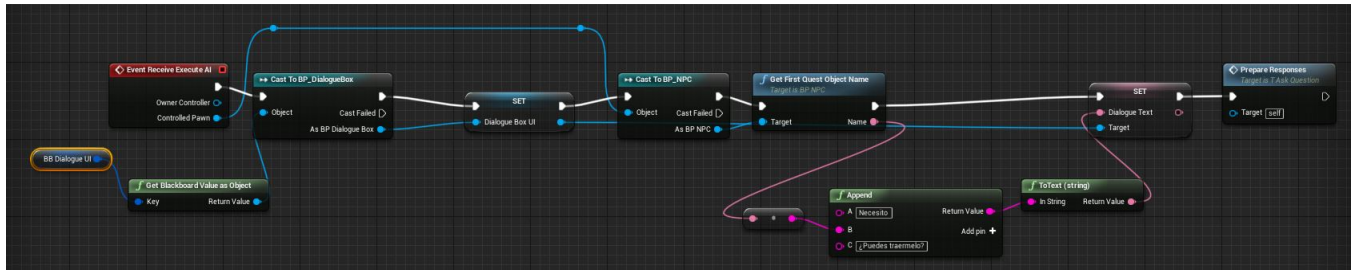 Event Receive Execute AI
Owner Controller
Controlled Pawn
BB Dialogue UI
Get Blackboard Value as Object
Key
Return Value
Cast To BP_DialogueBox
Object
Cast Failed
As BP Dialogue Box
SET
Dialogue Box UI
Cast To BP_NPC
Object
Cast Failed
As BP NPC
Get First Quest Object Name
Target is BP NPC
Target
Name
Append
A Necesito
Return Value
B
Add pin
C ¿Puedes traermelo?
ToText (string)
In String
Return Value
SET
Dialogue Text
Target
Prepare Responses
Target is T Ask Question
Target self